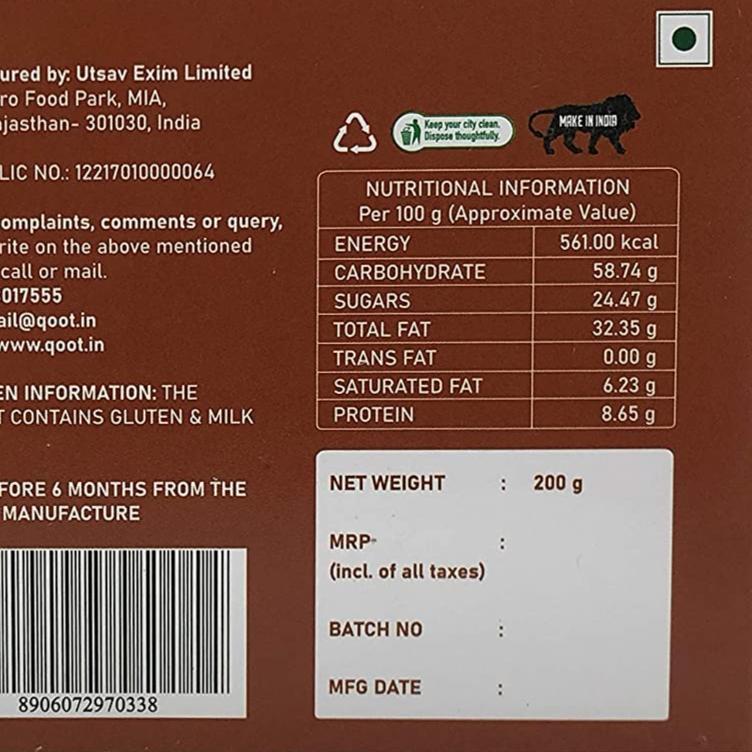 ured by: Utsav Exim Limited
ro Food Park, MIA,
jasthan- 301030, India
LIC NO.: 12217010000064
omplaints, comments or query,
rite on the above mentioned
call or mail.
017555
ail@qoot.in
www.qoot.in
EN INFORMATION: THE
T CONTAINS GLUTEN & MILK
FORE 6 MONTHS FROM THE
MANUFACTURE
8906072970338
Keep your city clean.
Dispose thoughtfully.
MAKE IN INDIA
NUTRITIONAL INFORMATION
Per 100 g (Approximate Value)
ENERGY 561.00 kcal
CARBOHYDRATE 58.74 g
SUGARS 24.47 g
TOTAL FAT 32.35 g
TRANS FAT 0.00 g
SATURATED FAT 6.23 g
PROTEIN 8.65 g
NET WEIGHT : 200 g
MRP :
(incl. of all taxes)
BATCH NO :
MFG DATE :